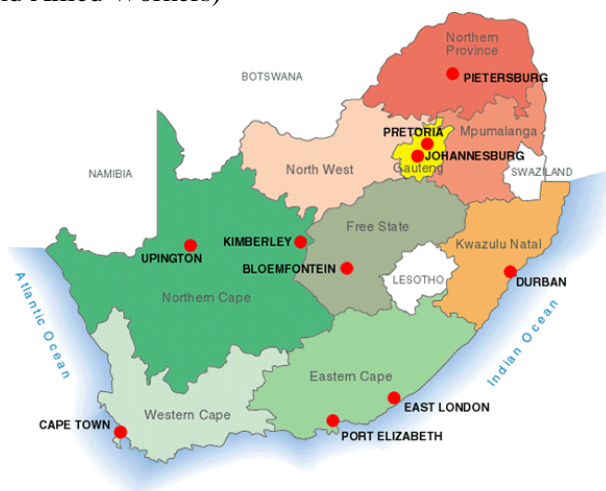 Northern
Province
PIETERSBURG
BOTSWANA
PRETORIA
Mpumalanga
JOHANNESBURG
North West
Gauteng
SWAZILAND
NAMIBIA
Free State
KIMBERLEY
Kwazulu Natal
UPINGTON
BLOEMFONTEIN
LESOTHO
DURBAN
Northern Cape
Atlantic Ocean
Indian Ocean
Eastern Cape
EAST LONDON
Western Cape
CAPE TOWN
PORT ELIZABETH